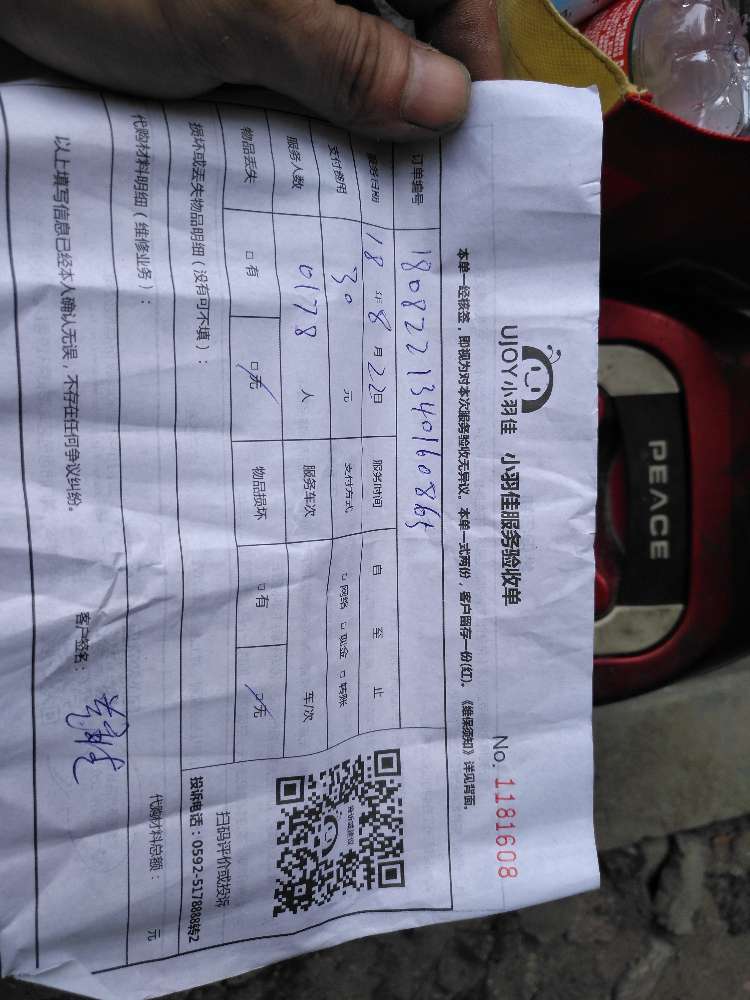 UJOY小羽佳 小羽佳服务验收单 No. 1181608
本单一经核签，即视为对本次服务验收无异议。本单一式两份，客户留存一份(红)。《维保须知》详见背面。
订单编号
服务日期 18年8月22日 服务时间 自 至 止
支付费用 30 元 支付方式 □网络 □现金 □转账
服务人数 0178 人 服务车次 车/次
物品丢失 □有 □无 物品损坏 □有 □无
损坏或丢失物品明细（没有可不填）：
代购材料明细（维修业务）：
代购材料总额： 元
扫码评价或投诉
投诉电话：0592-5178888转2
以上填写信息已经本人确认无误，不存在任何争议纠纷。
客户签名：
PEACE